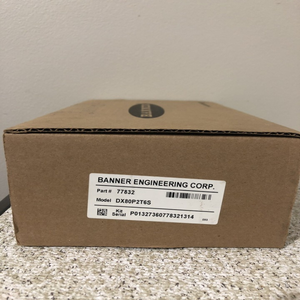 BANNER ENGINEERING CORP.
Part # 77832
Model DX80P2T6S
Kit Serial P01327360778321314